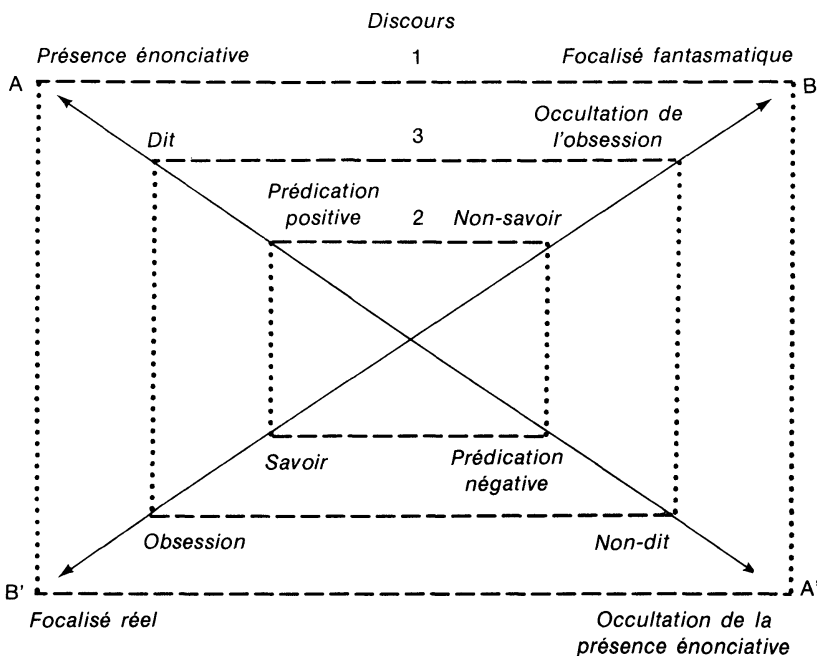 Discours
Présence énonciative 1 Focalisé fantasmatique
A B
Dit 3 Occultation de
l'obsession
Prédication
positive 2 Non-savoir
Savoir Prédication
négative
Obsession Non-dit
B' A'
Focalisé réel Occultation de la
présence énonciative